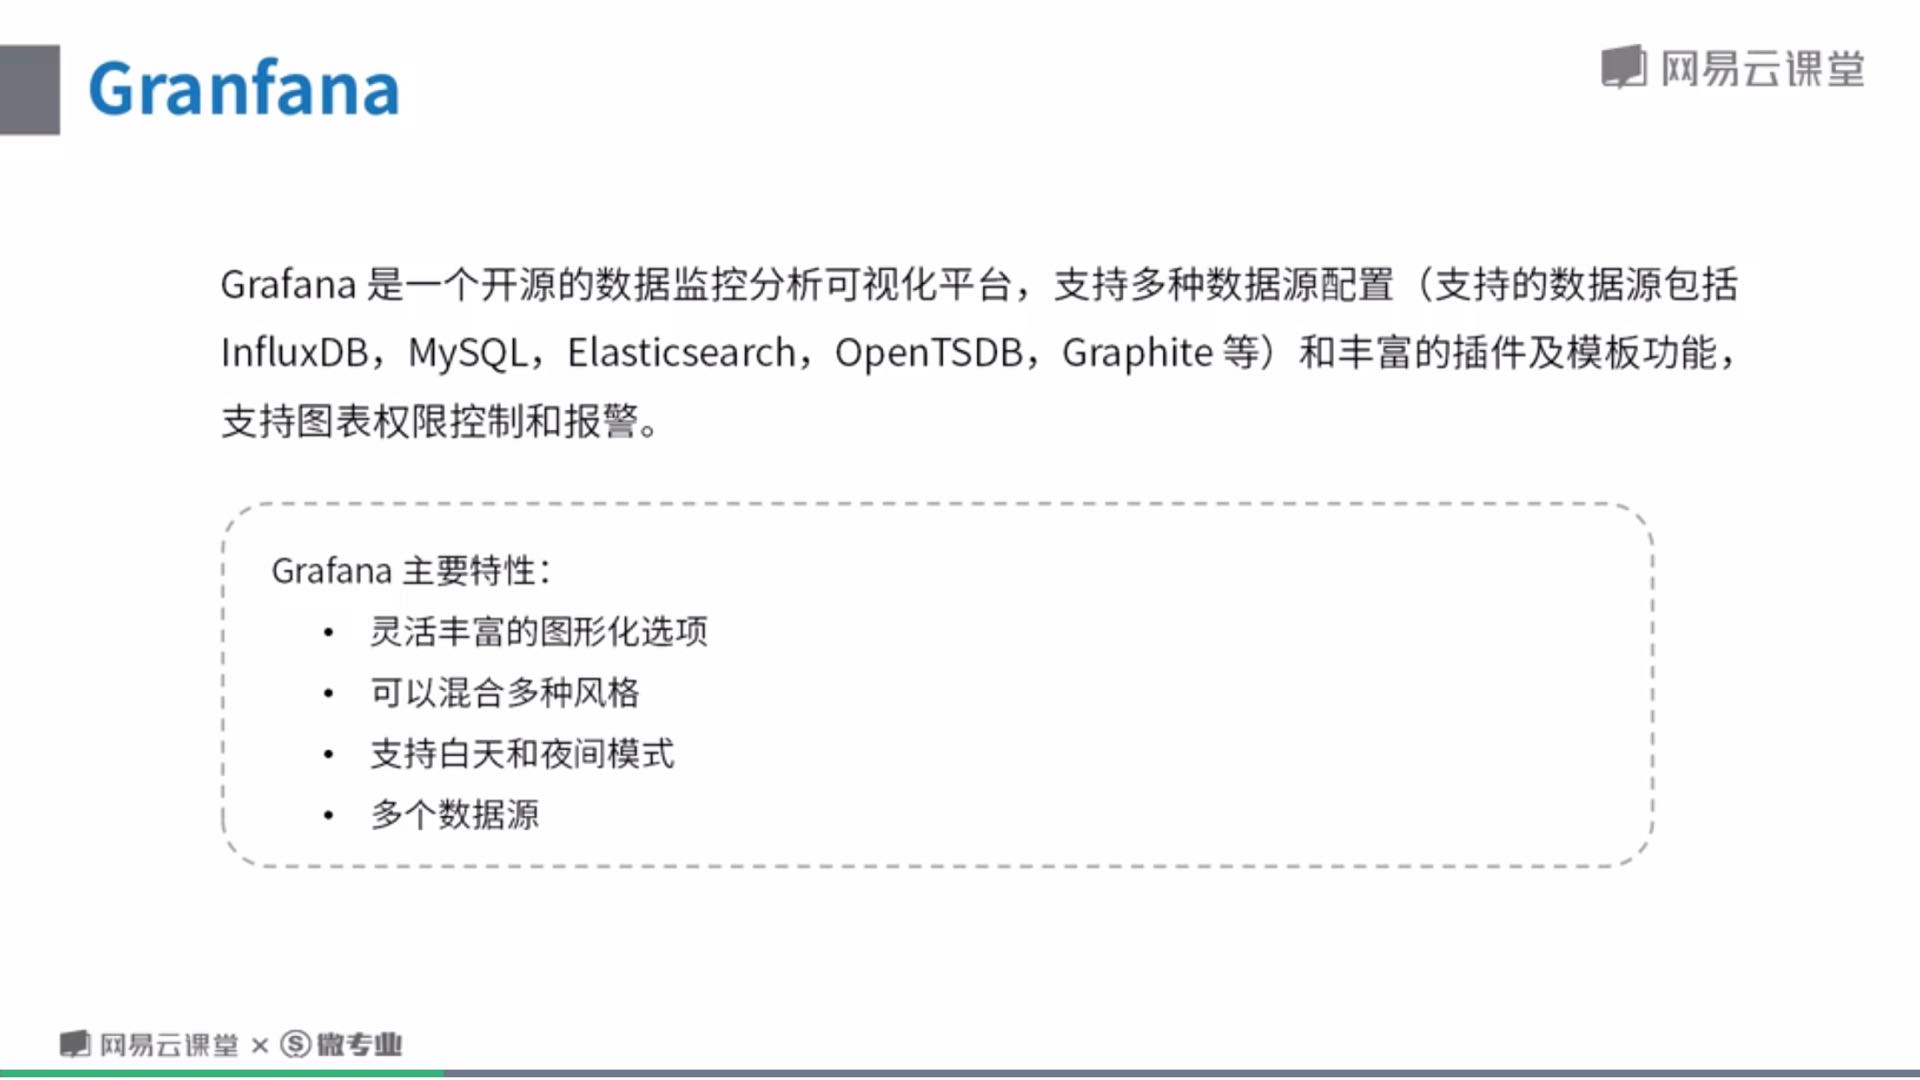 Granfana
网易云课堂
Grafana 是一个开源的数据监控分析可视化平台，支持多种数据源配置（支持的数据源包括
InfluxDB，MySQL，Elasticsearch，OpenTSDB，Graphite 等）和丰富的插件及模板功能，
支持图表权限控制和报警。
Grafana 主要特性：
• 灵活丰富的图形化选项
• 可以混合多种风格
• 支持白天和夜间模式
• 多个数据源
网易云课堂 × Ⓢ微专业